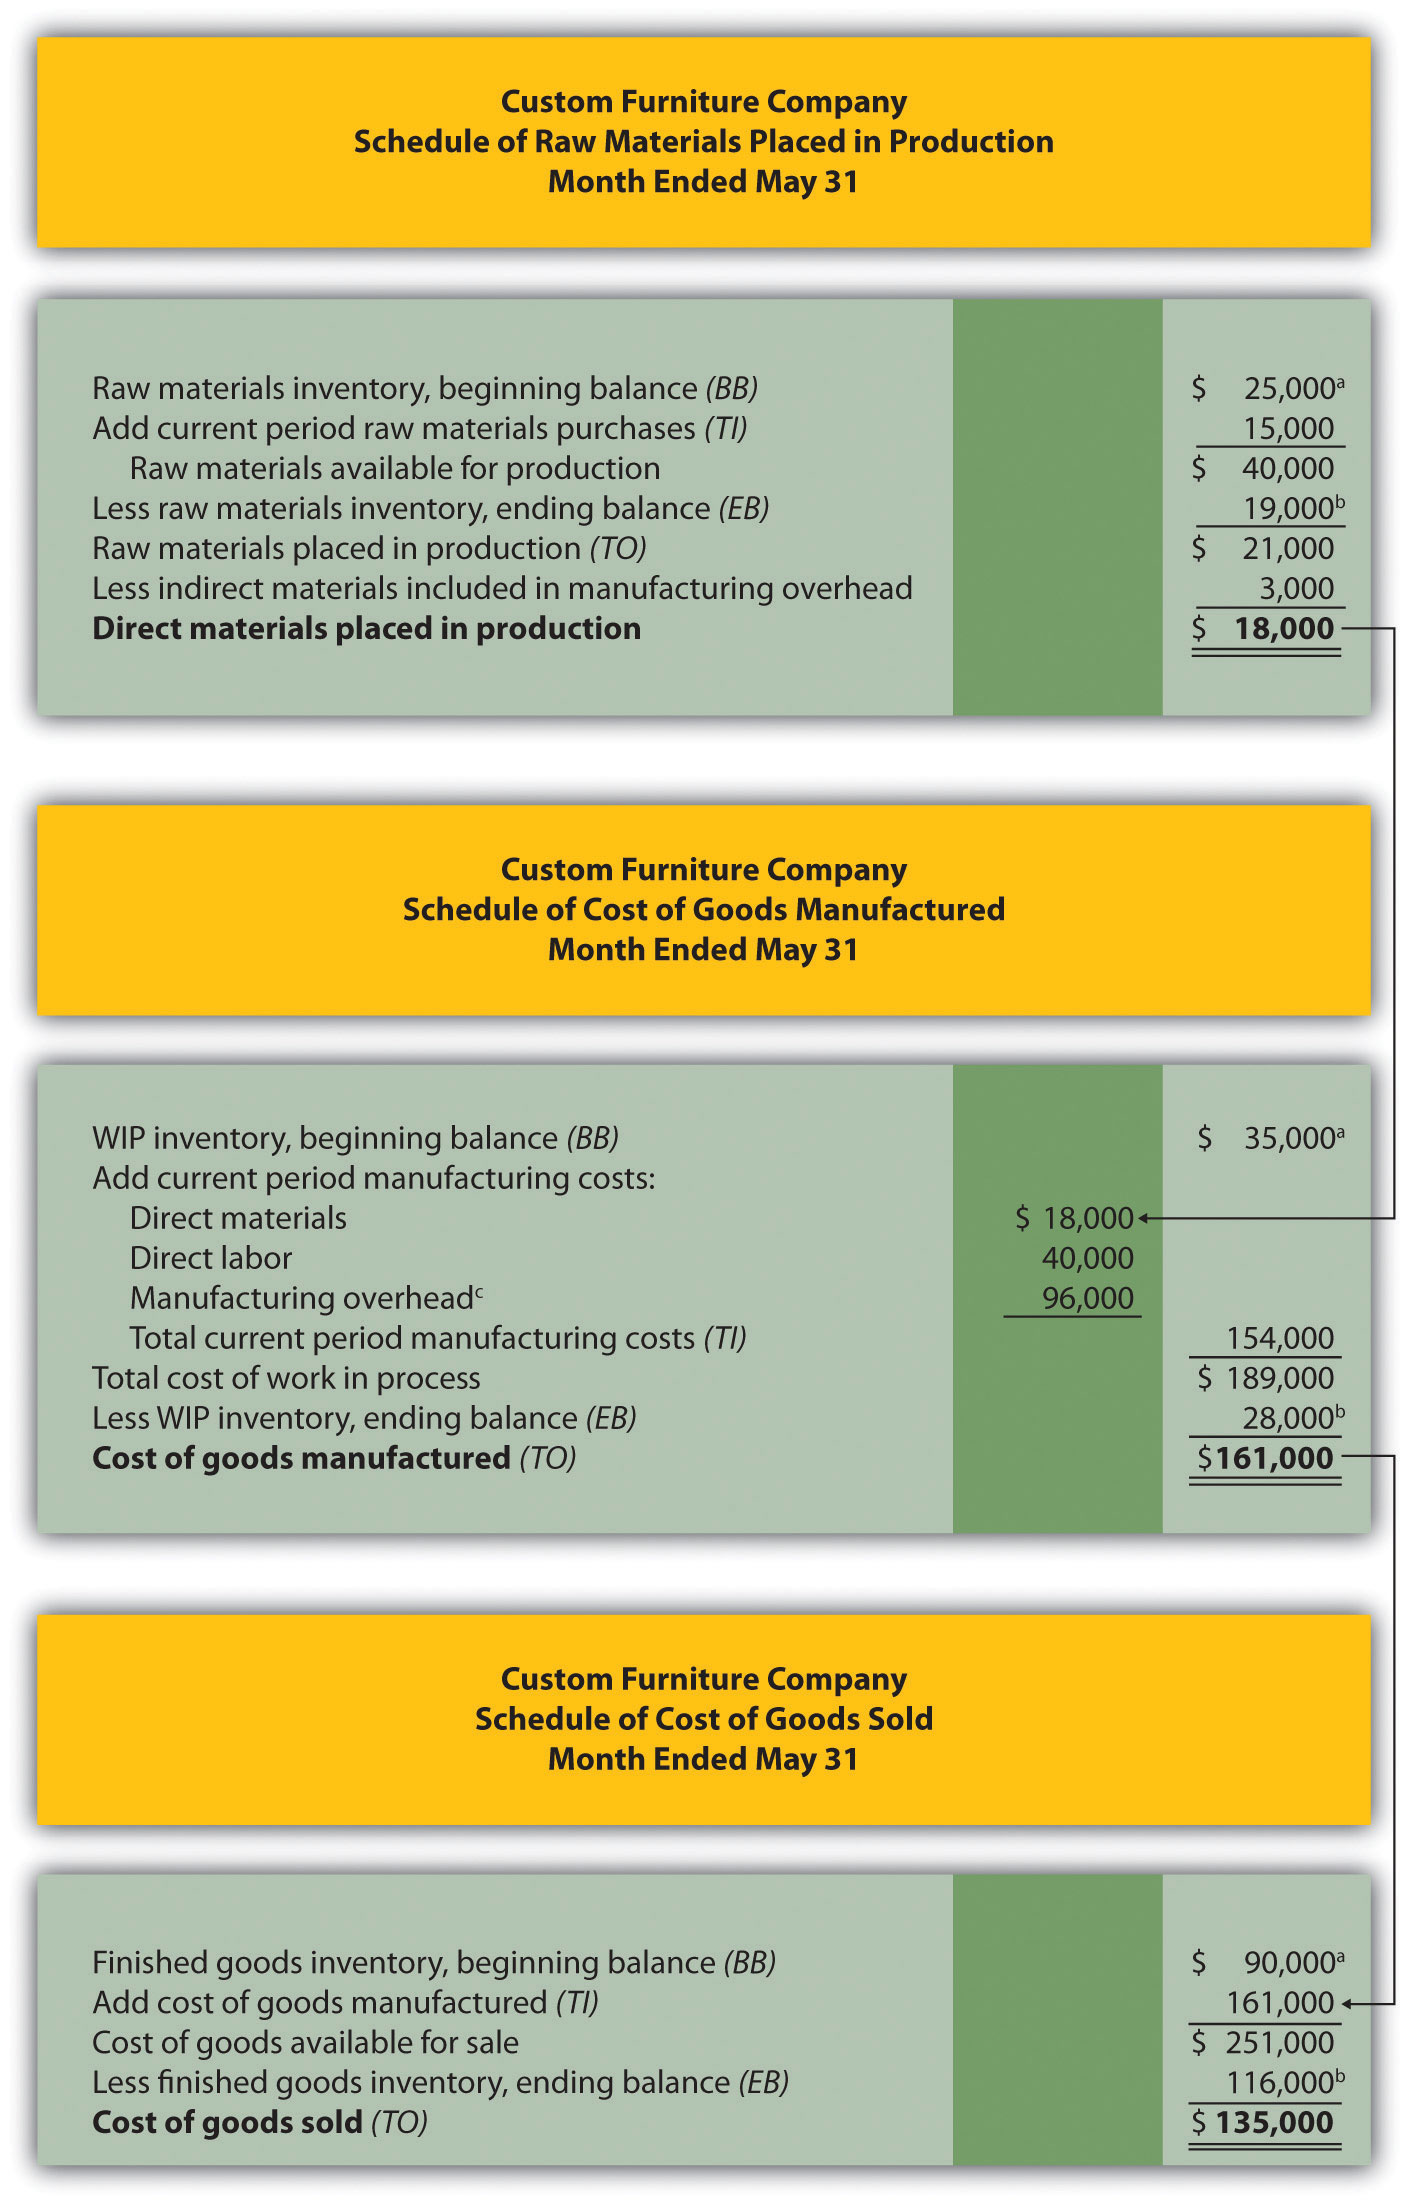 Custom Furniture Company
Schedule of Raw Materials Placed in Production
Month Ended May 31
Raw materials inventory, beginning balance (BB) $ 25,000a
Add current period raw materials purchases (TI) 15,000
Raw materials available for production $ 40,000
Less raw materials inventory, ending balance (EB) 19,000b
Raw materials placed in production (TO) $ 21,000
Less indirect materials included in manufacturing overhead 3,000
Direct materials placed in production $ 18,000
Custom Furniture Company
Schedule of Cost of Goods Manufactured
Month Ended May 31
WIP inventory, beginning balance (BB) $ 35,000a
Add current period manufacturing costs:
Direct materials $ 18,000
Direct labor 40,000
Manufacturing overheadc 96,000
Total current period manufacturing costs (TI) 154,000
Total cost of work in process $ 189,000
Less WIP inventory, ending balance (EB) 28,000b
Cost of goods manufactured (TO) $161,000
Custom Furniture Company
Schedule of Cost of Goods Sold
Month Ended May 31
Finished goods inventory, beginning balance (BB) $ 90,000a
Add cost of goods manufactured (TI) 161,000
Cost of goods available for sale $ 251,000
Less finished goods inventory, ending balance (EB) 116,000b
Cost of goods sold (TO) $ 135,000